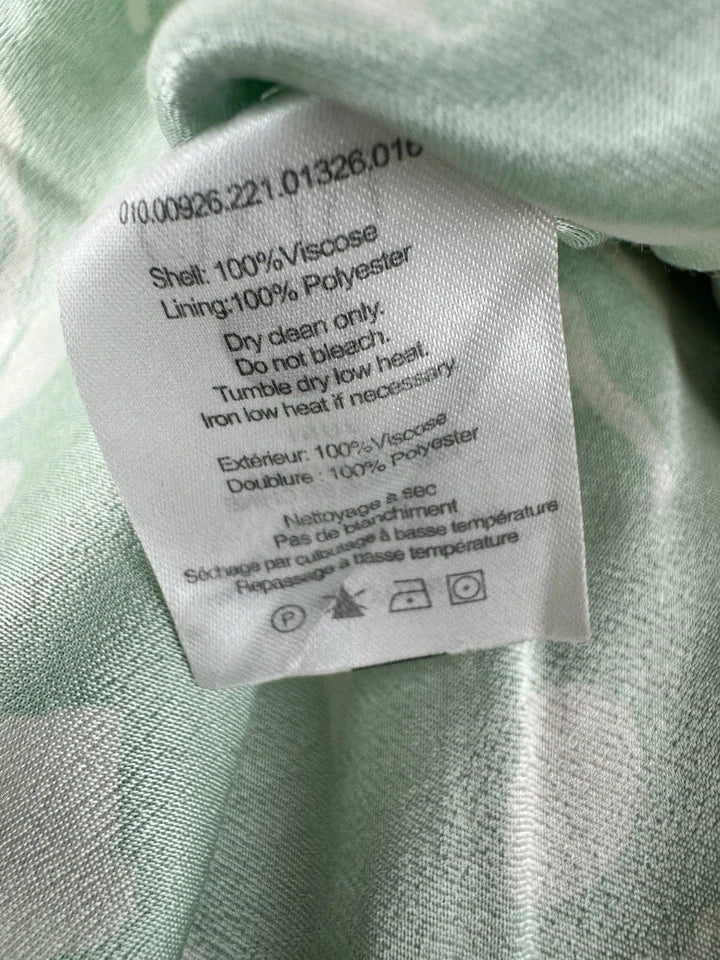 010.00926.221.01326.016
Shell: 100%Viscose
Lining:100% Polyester
Dry clean only.
Do not bleach.
Tumble dry low heat.
Iron low heat if necessary
Extérieur: 100%Viscose
Doublure : 100% Polyester
Nettoyage à sec
Pas de blanchiment
Séchage par culbutage à basse température
Repassage a basse température
P